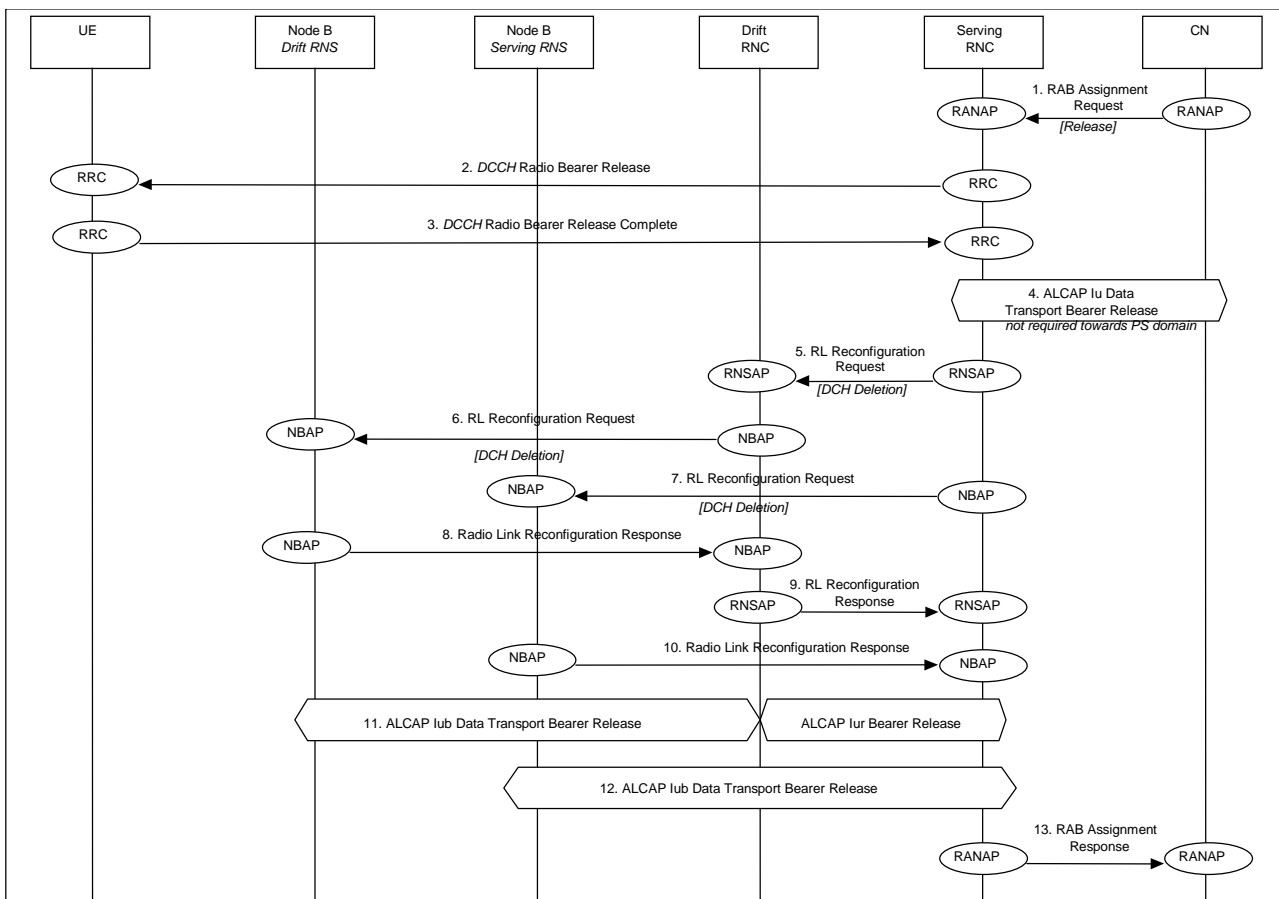 UE
Node B
Drift RNS
Node B
Serving RNS
Drift
RNC
Serving
RNC
CN
1. RAB Assignment
Request
[Release]
RANAP
RANAP
2. DCCH Radio Bearer Release
RRC
RRC
3. DCCH Radio Bearer Release Complete
RRC
RRC
4. ALCAP Iu Data
Transport Bearer Release
not required towards PS domain
5. RL Reconfiguration
Request
[DCH Deletion]
RNSAP
RNSAP
6. RL Reconfiguration Request
[DCH Deletion]
NBAP
NBAP
7. RL Reconfiguration Request
[DCH Deletion]
NBAP
NBAP
8. Radio Link Reconfiguration Response
NBAP
NBAP
9. RL Reconfiguration
Response
RNSAP
RNSAP
10. Radio Link Reconfiguration Response
NBAP
NBAP
11. ALCAP Iub Data Transport Bearer Release
ALCAP Iur Bearer Release
12. ALCAP Iub Data Transport Bearer Release
13. RAB Assignment
Response
RANAP
RANAP